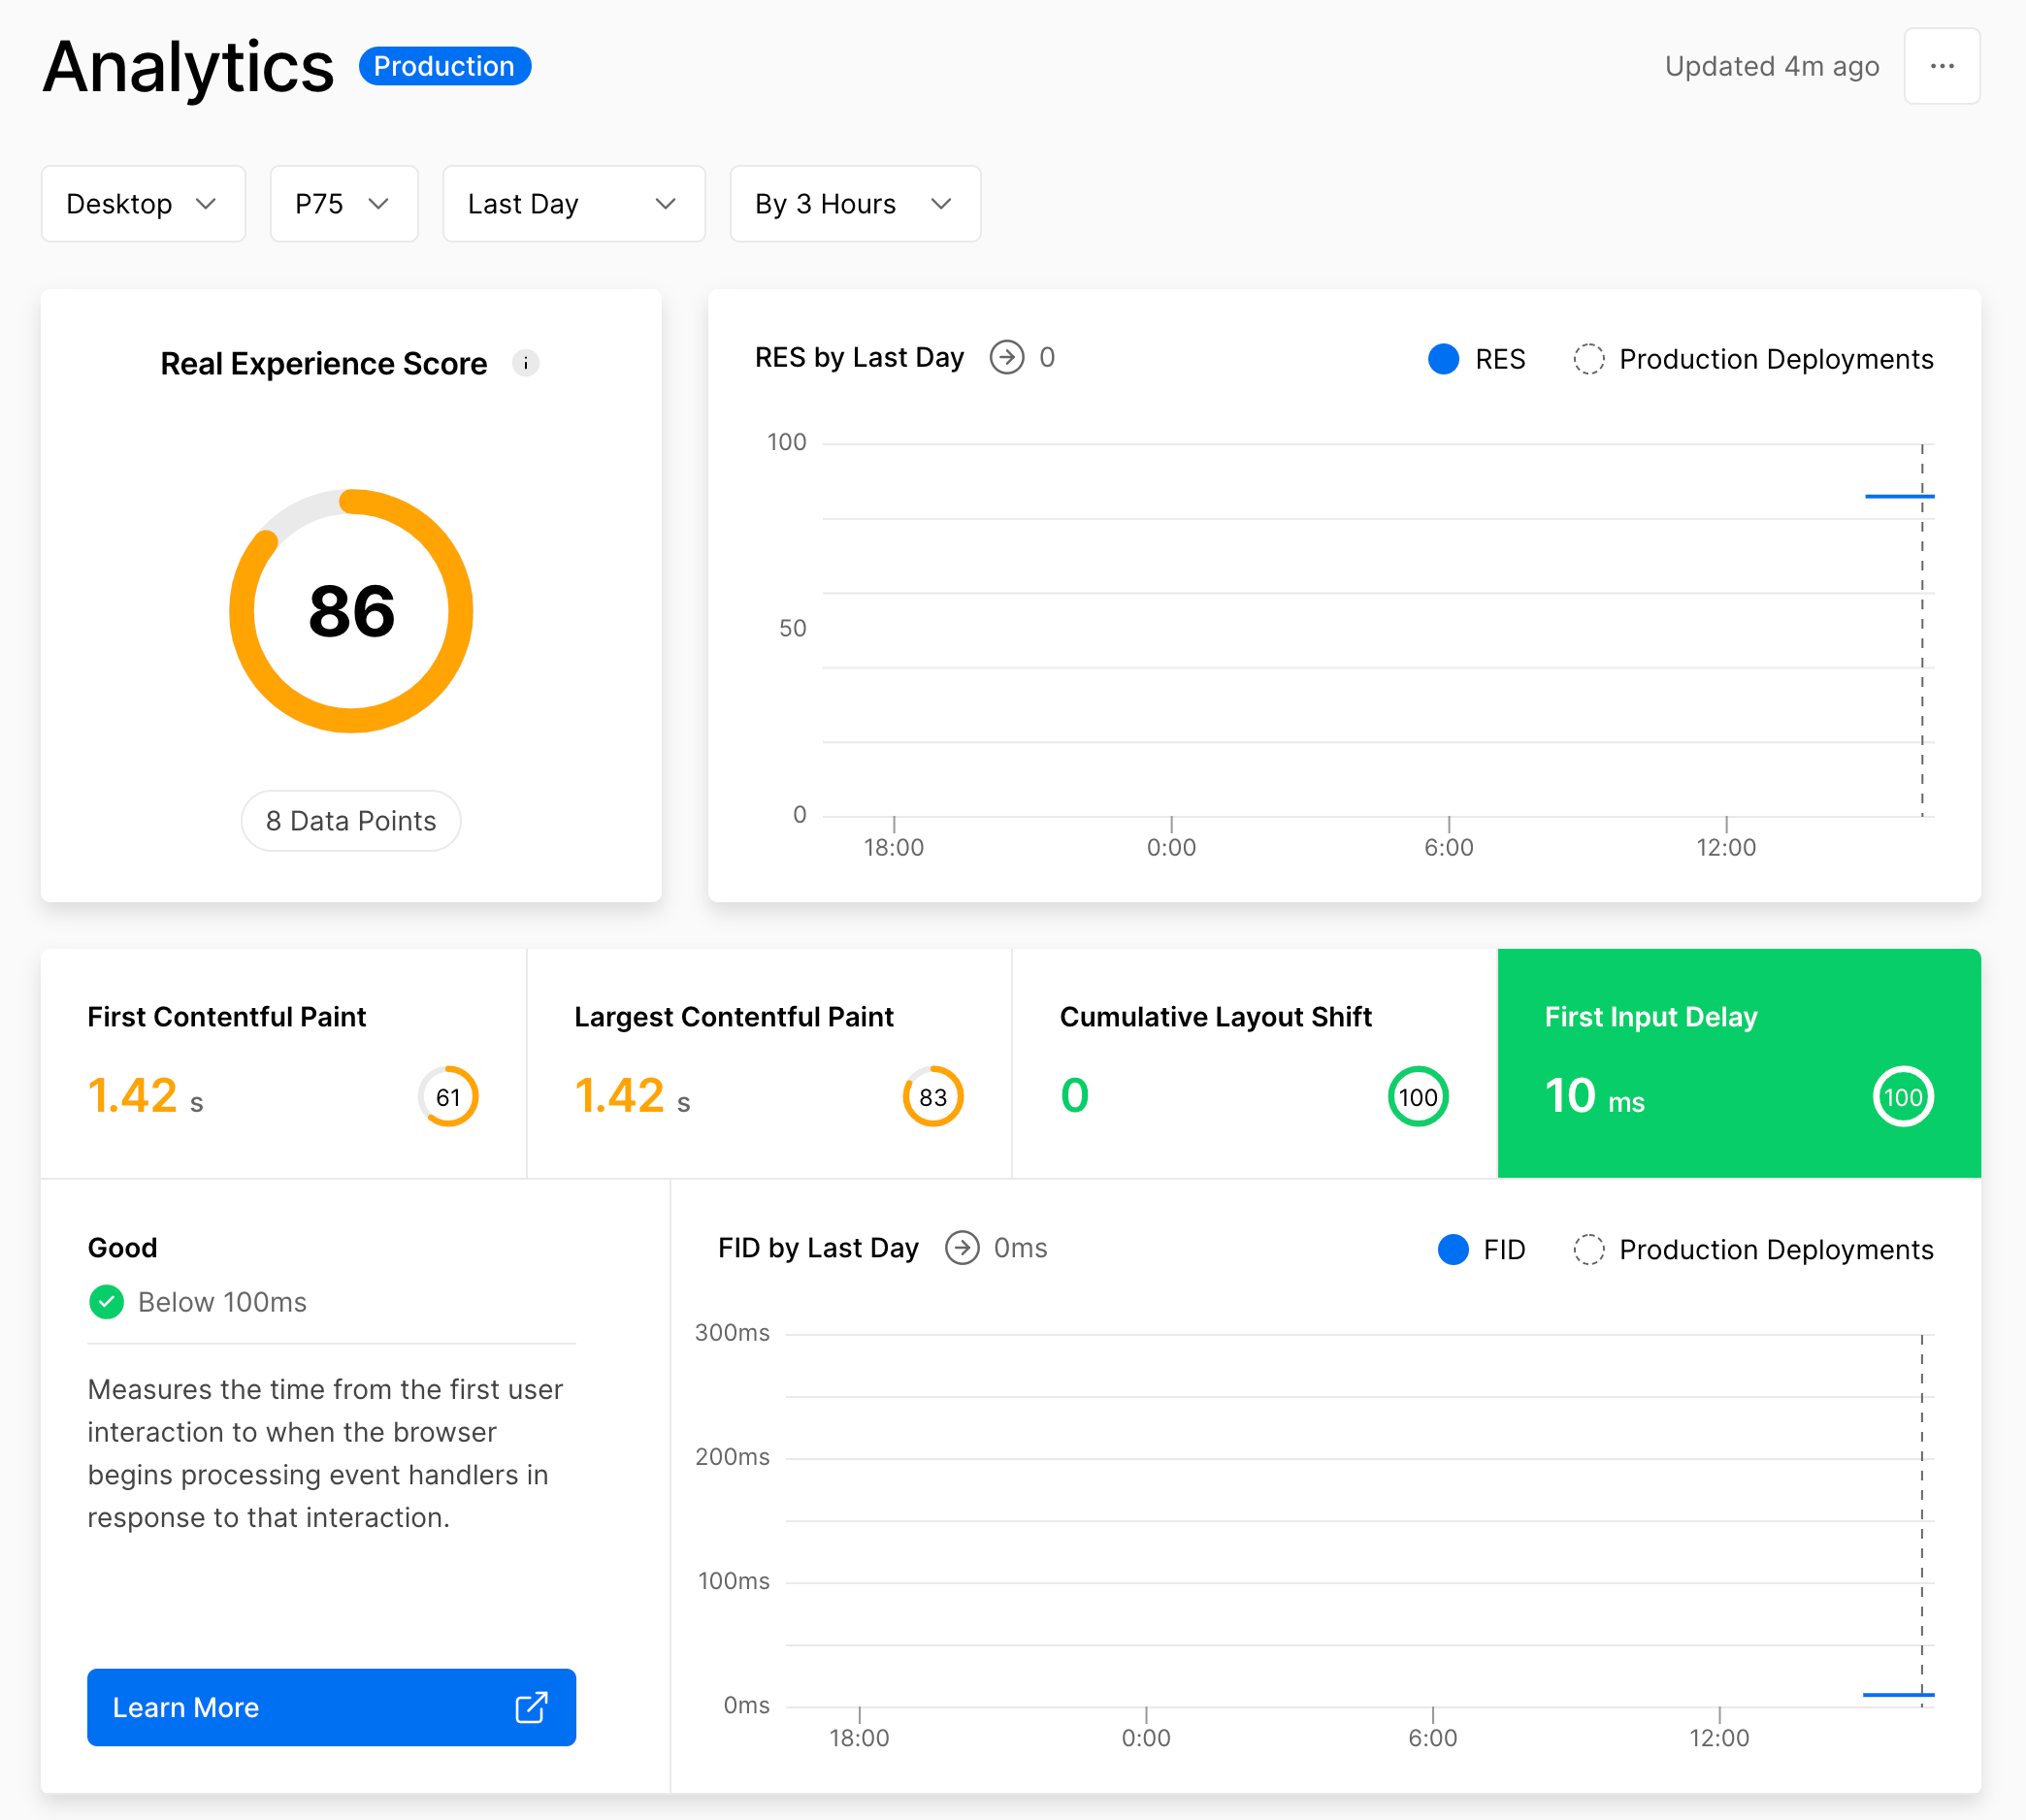 Analytics Production Updated 4m ago
Desktop P75 Last Day By 3 Hours
Real Experience Score i
86
8 Data Points
RES by Last Day 0 RES Production Deployments
100
50
0
18:00 0:00 6:00 12:00
First Contentful Paint
1.42 s 61
Largest Contentful Paint
1.42 s 83
Cumulative Layout Shift
0 100
First Input Delay
10 ms 100
Good
Below 100ms
Measures the time from the first user
interaction to when the browser
begins processing event handlers in
response to that interaction.
Learn More
FID by Last Day 0ms FID Production Deployments
300ms
200ms
100ms
0ms
18:00 0:00 6:00 12:00